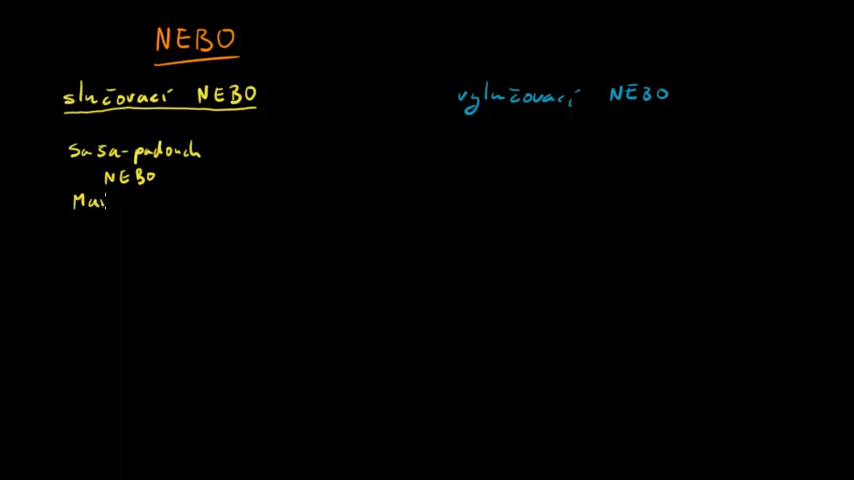 NEBO
slučovací NEBO
vylučovací NEBO
Saša-padouch
NEBO